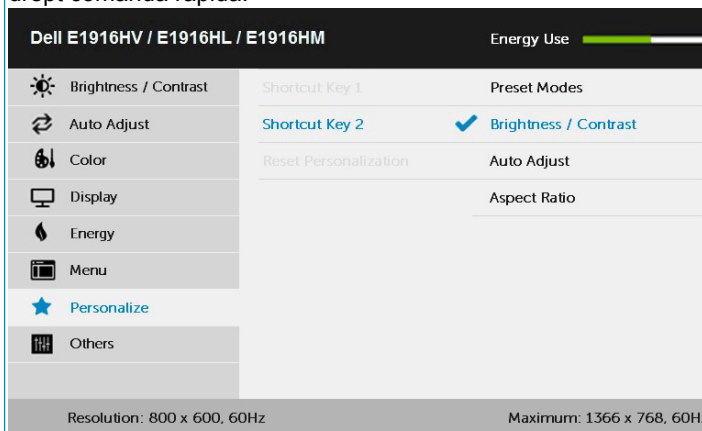 drept comandă rapidă.
Dell E1916HV / E1916HL / E1916HM Energy Use
Brightness / Contrast Shortcut Key 1 Preset Modes
Auto Adjust Shortcut Key 2 Brightness / Contrast
Color Reset Personalization Auto Adjust
Display Aspect Ratio
Energy
Menu
Personalize
Others
Resolution: 800 x 600, 60Hz Maximum: 1366 x 768, 60H